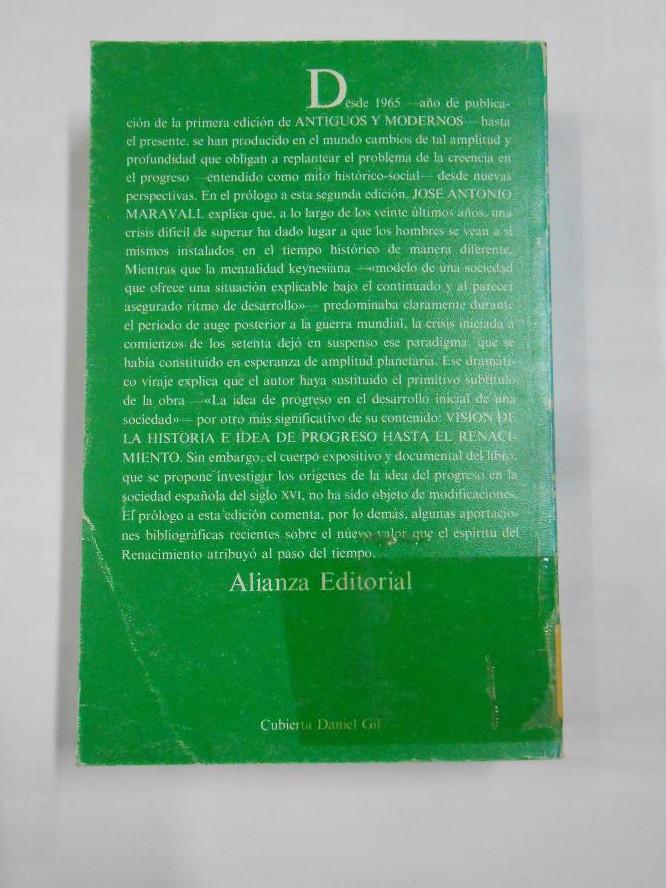 Desde 1965 —año de publica-
ción de la primera edición de ANTIGUOS Y MODERNOS— hasta
el presente, se han producido en el mundo cambios de tal amplitud y
profundidad que obligan a replantear el problema de la creencia en
el progreso —entendido como mito histórico-social— desde nuevas
perspectivas. En el prólogo a esta segunda edición, JOSE ANTONIO
MARAVALL explica que, a lo largo de los veinte últimos años, una
crisis difícil de superar ha dado lugar a que los hombres se vean a sí
mismos instalados en el tiempo histórico de manera diferente.
Mientras que la mentalidad keynesiana —«modelo de una sociedad
que ofrece una situación explicable bajo el continuado y al parecer
asegurado ritmo de desarrollo»— predominaba claramente durante
el período de auge posterior a la guerra mundial, la crisis iniciada a
comienzos de los setenta dejó en suspenso ese paradigma, que se
había constituido en esperanza de amplitud planetaria. Ese dramáti-
co viraje explica que el autor haya sustituido el primitivo subtítulo
de la obra —«La idea de progreso en el desarrollo inicial de una
sociedad»— por otro más significativo de su contenido: VISION DE
LA HISTORIA E IDEA DE PROGRESO HASTA EL RENACI-
MIENTO. Sin embargo, el cuerpo expositivo y documental del libro,
que se propone investigar los orígenes de la idea del progreso en la
sociedad española del siglo XVI, no ha sido objeto de modificaciones.
El prólogo a esta edición comenta, por lo demás, algunas aportacio-
nes bibliográficas recientes sobre el nuevo valor que el espíritu del
Renacimiento atribuyó al paso del tiempo.
Alianza Editorial
Cubierta Daniel Gil